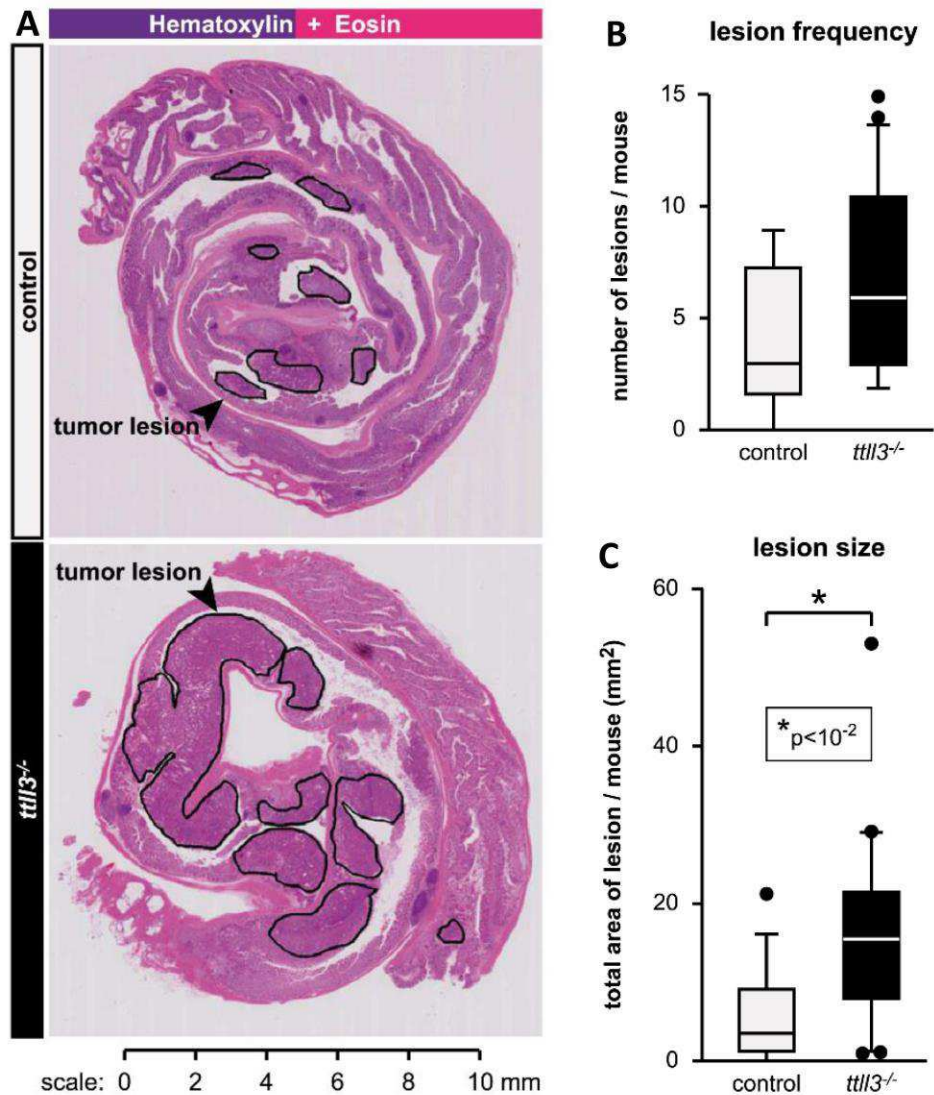 A
Hematoxylin + Eosin
control
tumor lesion
ttll3-/-
tumor lesion
scale: 0 2 4 6 8 10 mm
B
lesion frequency
number of lesions / mouse
15
10
5
0
control ttll3-/-
C
lesion size
total area of lesion / mouse (mm²)
60
40
20
0
*
*p<10⁻²
control ttll3-/-